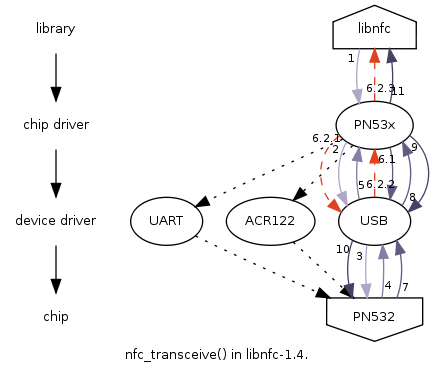 library
libnfc
1
6.2.3
11
chip driver
PN53x
6.2.1
2
6.1
9
5
6.2.2
8
device driver
UART
ACR122
USB
10
3
4
7
chip
PN532
nfc_transceive() in libnfc-1.4.